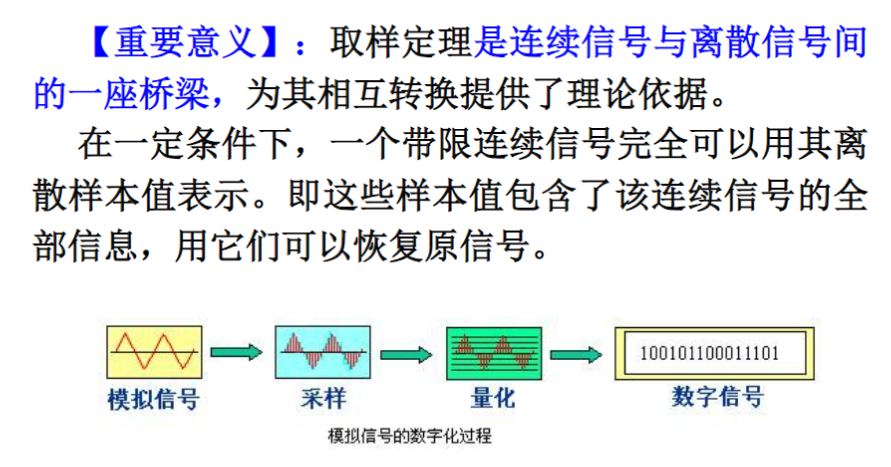 【重要意义】：取样定理是连续信号与离散信号间
的一座桥梁，为其相互转换提供了理论依据。
在一定条件下，一个带限连续信号完全可以用其离
散样本值表示。即这些样本值包含了该连续信号的全
部信息，用它们可以恢复原信号。
100101100011101
模拟信号
采样
量化
数字信号
模拟信号的数字化过程